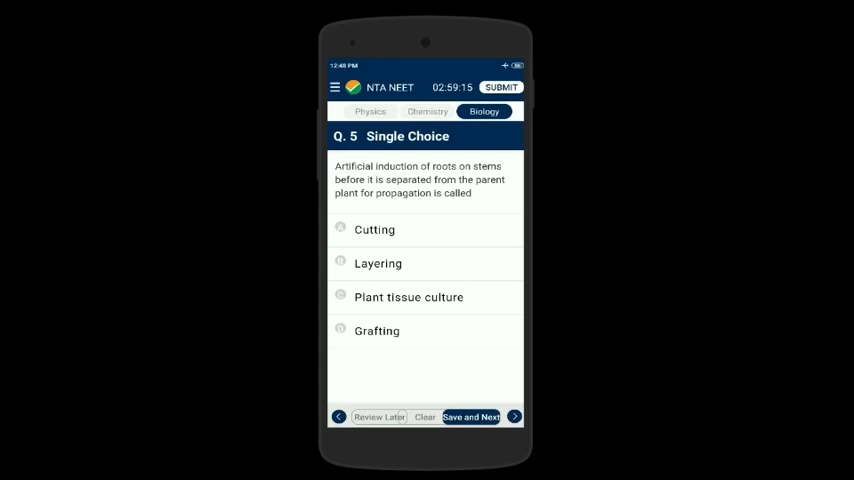 12:48 PM
NTA NEET 02:59:15 SUBMIT
Physics Chemistry Biology
Q. 5 Single Choice
Artificial induction of roots on stems
before it is separated from the parent
plant for propagation is called
A Cutting
B Layering
C Plant tissue culture
D Grafting
Review Later Clear Save and Next